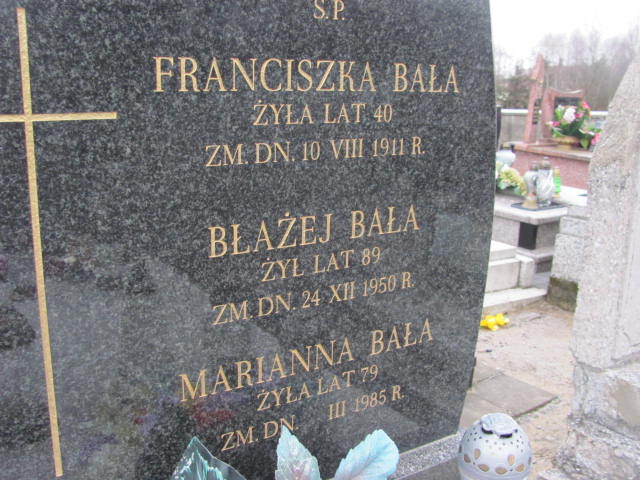 Ś.P.
FRANCISZKA BAŁA
ŻYŁA LAT 40
ZM. DN. 10 VIII 1911 R.
BŁAŻEJ BAŁA
ŻYŁ LAT 89
ZM. DN. 24 XII 1950 R.
MARIANNA BAŁA
ŻYŁA LAT 79
ZM. DN. III 1985 R.